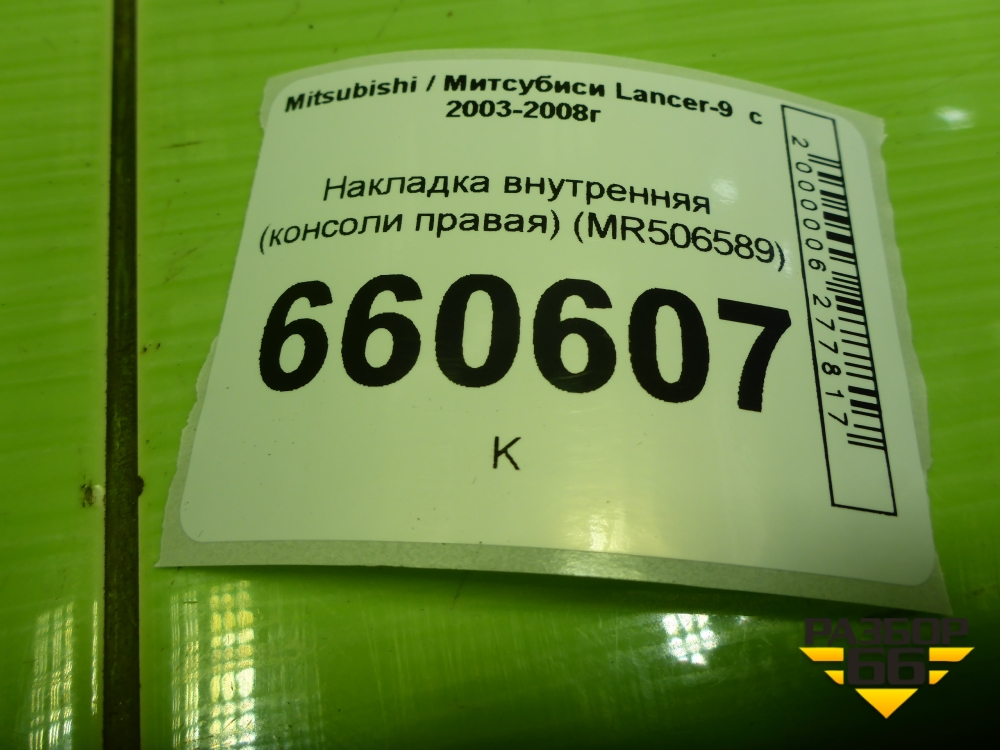 Mitsubishi / Митсубиси Lancer-9 с
2003-2008г
Накладка внутренняя
(консоли правая) (MR506589)
660607
К
2000006277817
РАЗБОР
66